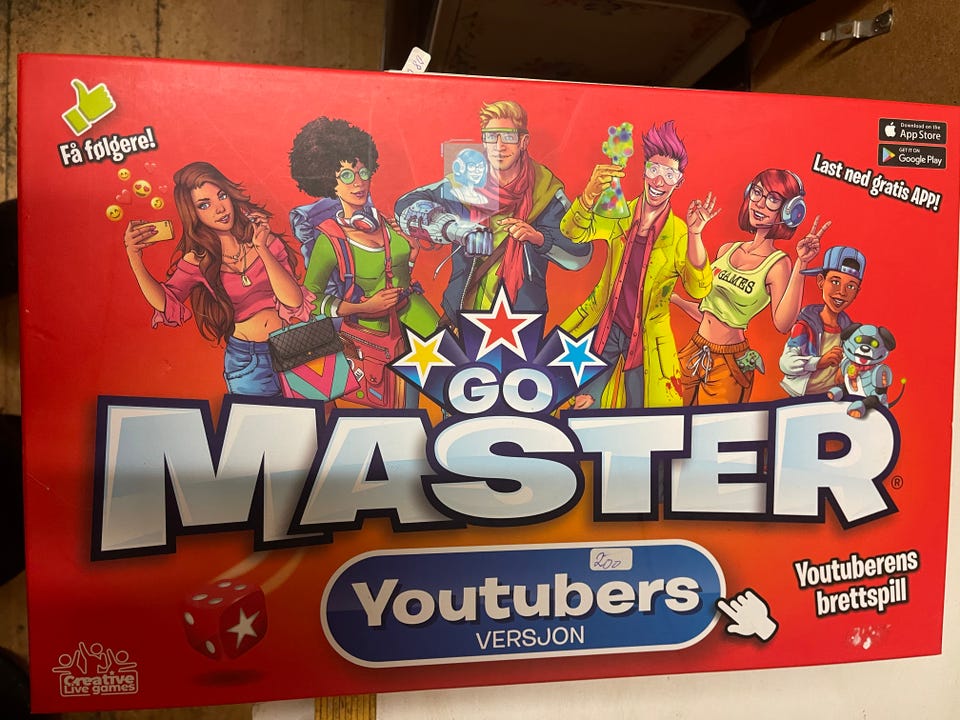 Få følgere!
Download on the
App Store
GET IT ON
Google Play
Last ned gratis APP!
GAMES
GO
MASTER®
Youtubers
200
VERSJON
Youtuberens
brettspill
Creative
Live games